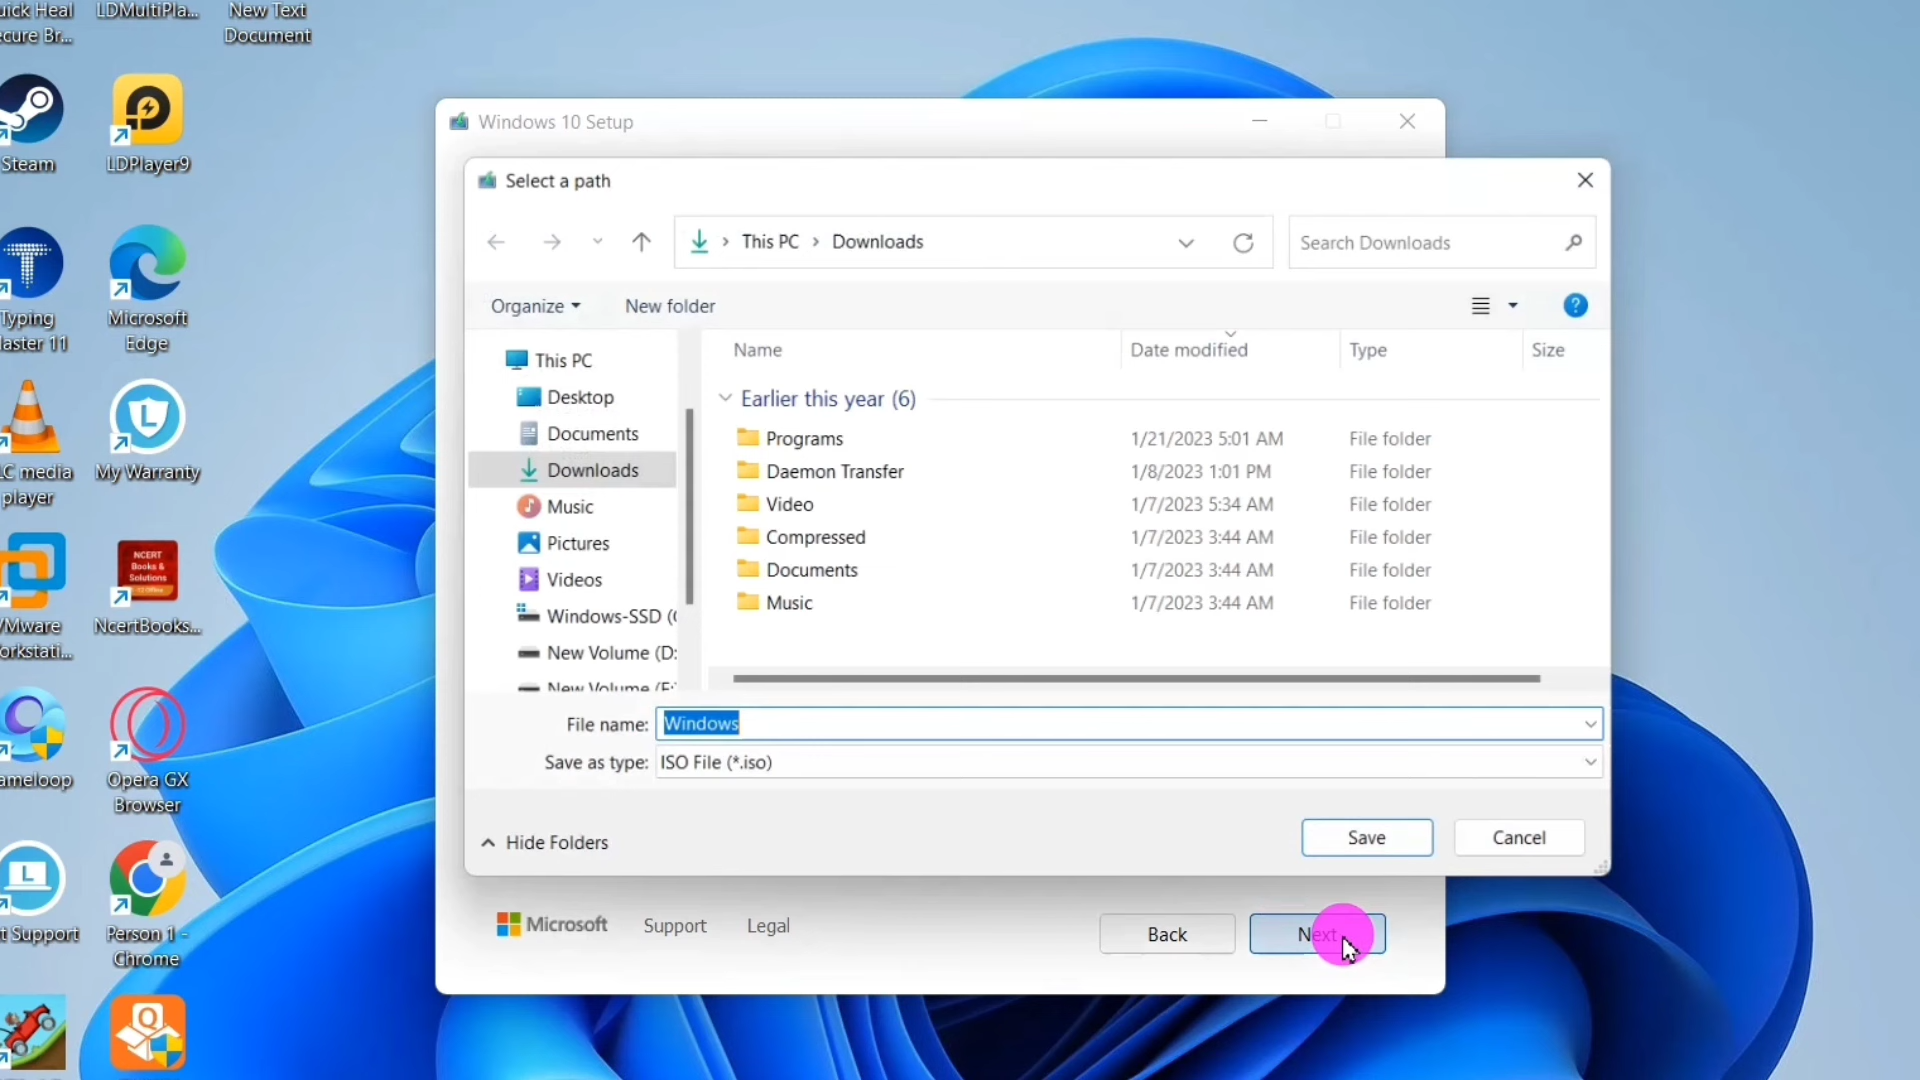 uick Heal
ecure Br...
LDMultiPla...
New Text
Document
Steam
LDPlayer9
Typing
aster 11
Microsoft
Edge
LC media
player
My Warranty
NCERT
Books &
Solutions
VMware
orkstati...
NcertBooks...
ameloop
Opera GX
Browser
t Support
Person 1 -
Chrome
Windows 10 Setup
Select a path
This PC
Downloads
Search Downloads
Organize
New folder
Name
Date modified
Type
Size
This PC
Desktop
Documents
Downloads
Music
Pictures
Videos
Windows-SSD (
New Volume (D:
New Volume (E:
Earlier this year (6)
Programs 1/21/2023 5:01 AM File folder
Daemon Transfer 1/8/2023 1:01 PM File folder
Video 1/7/2023 5:34 AM File folder
Compressed 1/7/2023 3:44 AM File folder
Documents 1/7/2023 3:44 AM File folder
Music 1/7/2023 3:44 AM File folder
File name: Windows
Save as type: ISO File (*.iso)
Hide Folders
Save
Cancel
Microsoft
Support
Legal
Back
Next